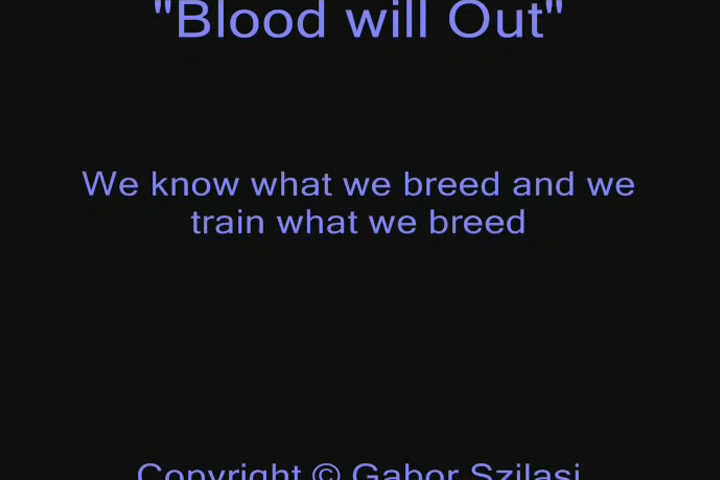 "Blood will Out"
We know what we breed and we
train what we breed
Copyright © Gabor Szilasi